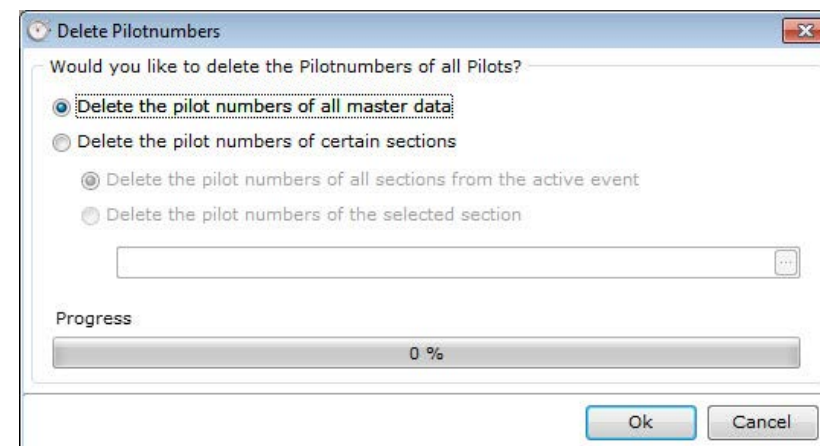 Delete Pilotnumbers
Would you like to delete the Pilotnumbers of all Pilots?
Delete the pilot numbers of all master data
Delete the pilot numbers of certain sections
Delete the pilot numbers of all sections from the active event
Delete the pilot numbers of the selected section
...
Progress
0 %
Ok
Cancel